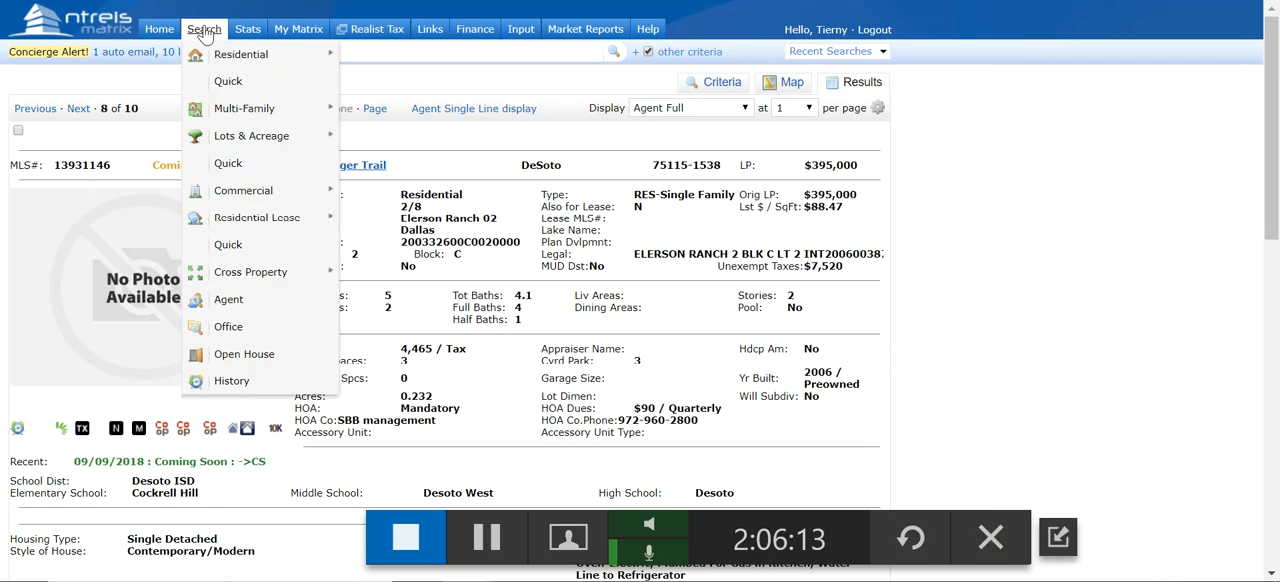 ntreis
matrix
Home Search Stats My Matrix Realist Tax Links Finance Input Market Reports Help Hello, Tierny · Logout
Concierge Alert! 1 auto email, 10 + other criteria Recent Searches
Residential
Quick
Multi-Family
Lots & Acreage
Quick
Commercial
Residential Lease
Quick
Cross Property
Agent
Office
Open House
History
Criteria Map Results
Previous · Next · 8 of 10 · Page Agent Single Line display Display Agent Full at 1 per page
MLS#: 13931146 DeSoto 75115-1538 LP: $395,000
Residential Type: RES-Single Family Orig LP: $395,000
2/8 Also for Lease: N Lst $ / SqFt: $88.47
Elerson Ranch 02 Lease MLS#:
Dallas Lake Name:
200332600C0020000 Plan Dvlpmnt:
2 Block: C Legal: ELERSON RANCH 2 BLK C LT 2 INT20060038
No MUD Dst:No Unexempt Taxes:$7,520
No Photo
Available
5 Tot Baths: 4.1 Liv Areas: Stories: 2
2 Full Baths: 4 Dining Areas: Pool: No
Half Baths: 1
4,465 / Tax Appraiser Name: Hdcp Am: No
3 Cvrd Park: 3
Spcs: 0 Garage Size: Yr Built: 2006 /
Preowned
Acres: 0.232 Lot Dimen: Will Subdiv: No
HOA: Mandatory HOA Dues: $90 / Quarterly
HOA Co:SBB management HOA Co.Phone:972-960-2800
Accessory Unit: Accessory Unit Type:
TX N M 10K
Recent: 09/09/2018 : Coming Soon : ->CS
School Dist: Desoto ISD
Elementary School: Cockrell Hill Middle School: Desoto West High School: Desoto
Housing Type: Single Detached
Style of House: Contemporary/Modern
2:06:13
Line to Refrigerator